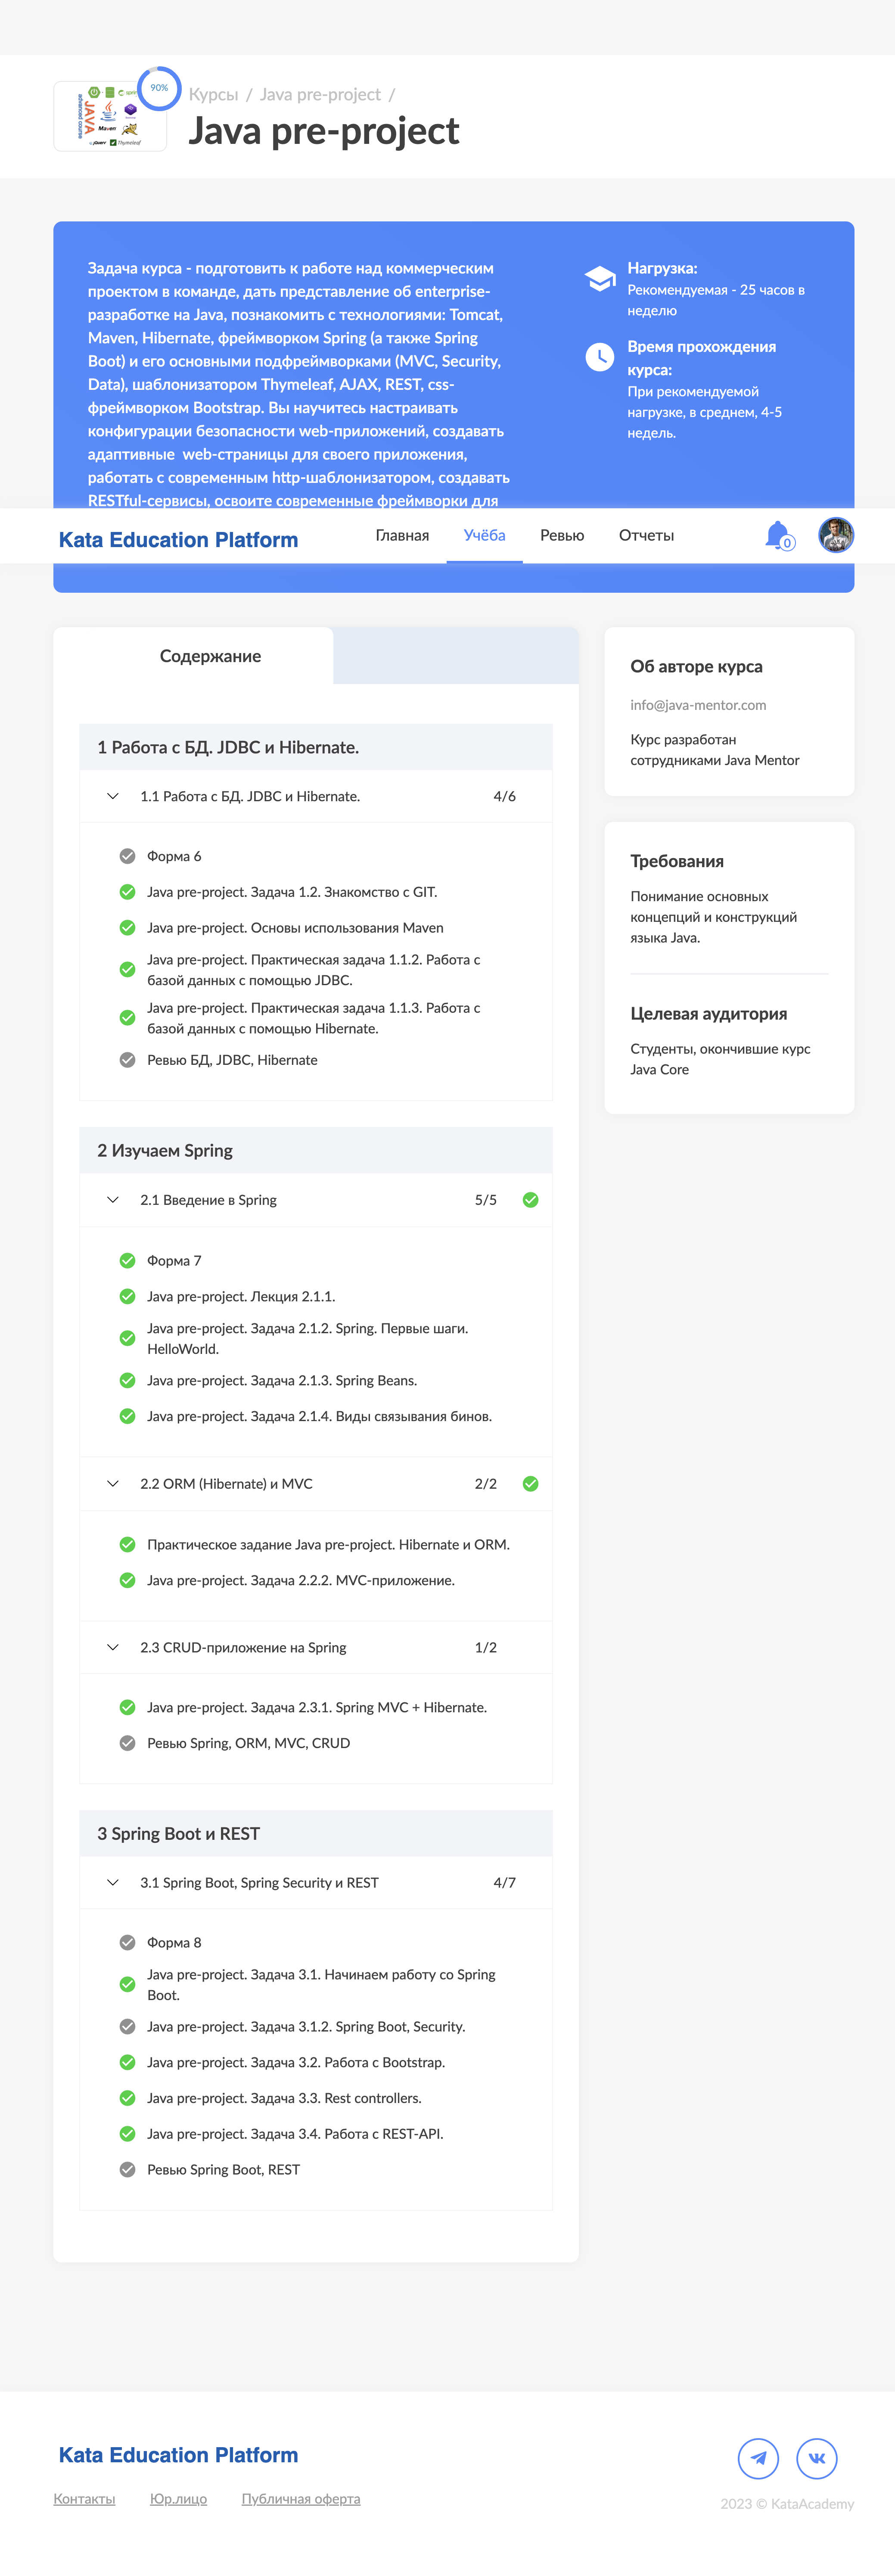 90%
advanced course
JAVA
Maven
jQuery
Thymeleaf
Курсы / Java pre-project /
Java pre-project
Задача курса - подготовить к работе над коммерческим
проектом в команде, дать представление об enterprise-
разработке на Java, познакомить с технологиями: Tomcat,
Maven, Hibernate, фреймворком Spring (а также Spring
Boot) и его основными подфреймворками (MVC, Security,
Data), шаблонизатором Thymeleaf, AJAX, REST, css-
фреймворком Bootstrap. Вы научитесь настраивать
конфигурации безопасности web-приложений, создавать
адаптивные  web-страницы для своего приложения,
работать с современным http-шаблонизатором, создавать
RESTful-сервисы, освоите современные фреймворки для
Нагрузка:
Рекомендуемая - 25 часов в
неделю
Время прохождения
курса:
При рекомендуемой
нагрузке, в среднем, 4-5
недель.
Kata Education Platform
Главная
Учёба
Ревью
Отчеты
0
Содержание
1 Работа с БД. JDBC и Hibernate.
1.1 Работа с БД. JDBC и Hibernate. 4/6
Форма 6
Java pre-project. Задача 1.2. Знакомство с GIT.
Java pre-project. Основы использования Maven
Java pre-project. Практическая задача 1.1.2. Работа с
базой данных с помощью JDBC.
Java pre-project. Практическая задача 1.1.3. Работа с
базой данных с помощью Hibernate.
Ревью БД, JDBC, Hibernate
2 Изучаем Spring
2.1 Введение в Spring 5/5
Форма 7
Java pre-project. Лекция 2.1.1.
Java pre-project. Задача 2.1.2. Spring. Первые шаги.
HelloWorld.
Java pre-project. Задача 2.1.3. Spring Beans.
Java pre-project. Задача 2.1.4. Виды связывания бинов.
2.2 ORM (Hibernate) и MVC 2/2
Практическое задание Java pre-project. Hibernate и ORM.
Java pre-project. Задача 2.2.2. MVC-приложение.
2.3 CRUD-приложение на Spring 1/2
Java pre-project. Задача 2.3.1. Spring MVC + Hibernate.
Ревью Spring, ORM, MVC, CRUD
3 Spring Boot и REST
3.1 Spring Boot, Spring Security и REST 4/7
Форма 8
Java pre-project. Задача 3.1. Начинаем работу со Spring
Boot.
Java pre-project. Задача 3.1.2. Spring Boot, Security.
Java pre-project. Задача 3.2. Работа с Bootstrap.
Java pre-project. Задача 3.3. Rest controllers.
Java pre-project. Задача 3.4. Работа с REST-API.
Ревью Spring Boot, REST
Об авторе курса
info@java-mentor.com
Курс разработан
сотрудниками Java Mentor
Требования
Понимание основных
концепций и конструкций
языка Java.
Целевая аудитория
Студенты, окончившие курс
Java Core
Kata Education Platform
Контакты
Юр.лицо
Публичная оферта
2023 © KataAcademy